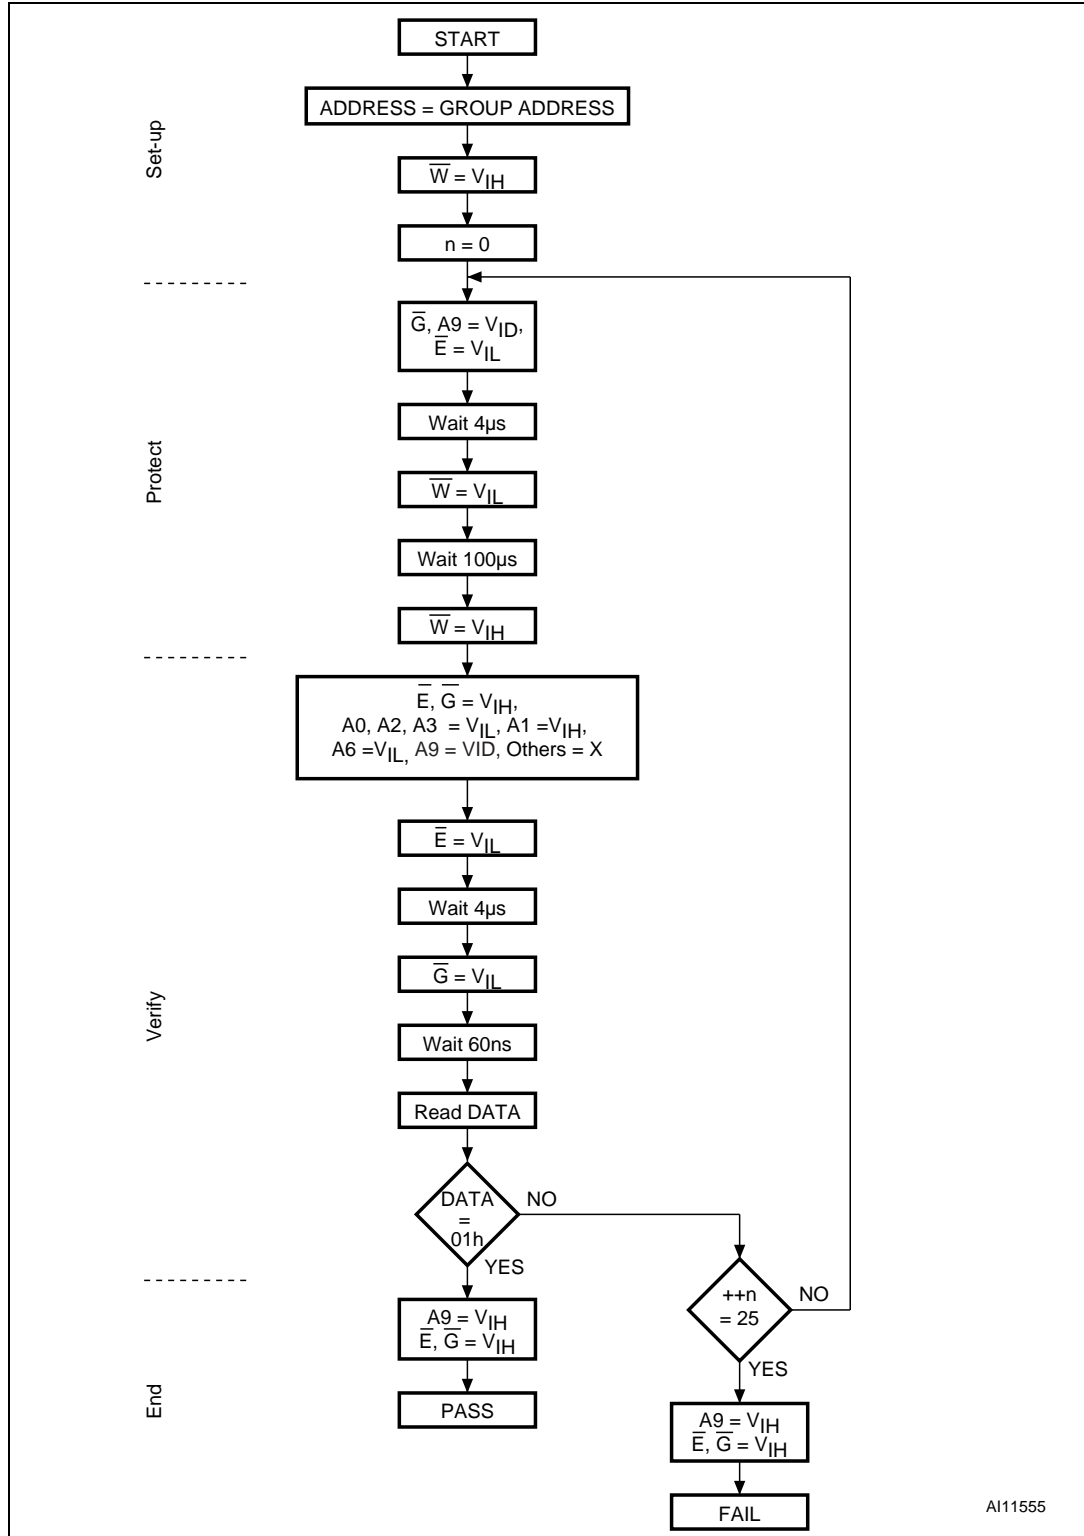 START
ADDRESS = GROUP ADDRESS
Set-up
W̅ = VIH
n = 0
G̅, A9 = VID,
E̅ = VIL
Wait 4µs
Protect
W̅ = VIL
Wait 100µs
W̅ = VIH
E̅, G̅ = VIH,
A0, A2, A3 = VIL, A1 =VIH,
A6 =VIL, A9 = VID, Others = X
E̅ = VIL
Wait 4µs
G̅ = VIL
Verify
Wait 60ns
Read DATA
DATA
=
01h
NO
YES
++n
= 25
NO
YES
A9 = VIH
E̅, G̅ = VIH
End
PASS
A9 = VIH
E̅, G̅ = VIH
FAIL
AI11555